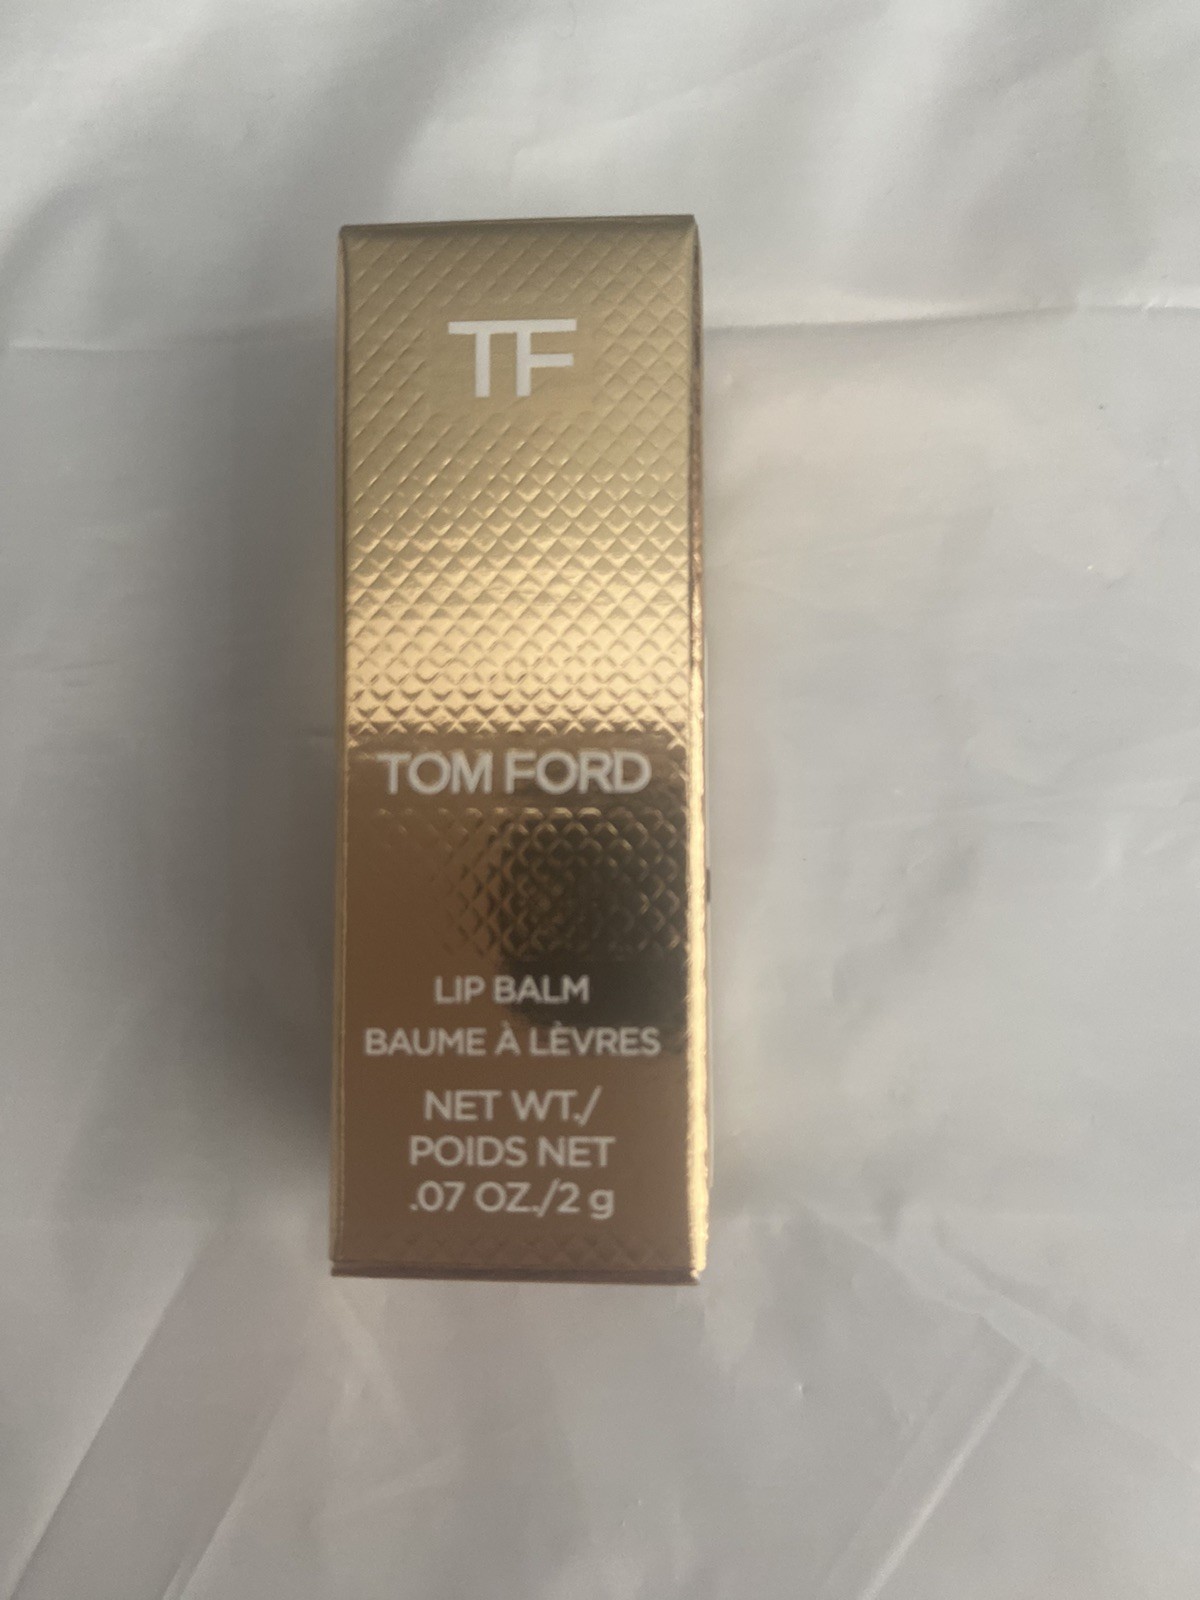 TF
TOM FORD
LIP BALM
BAUME À LÈVRES
NET WT./
POIDS NET
.07 OZ./2 g